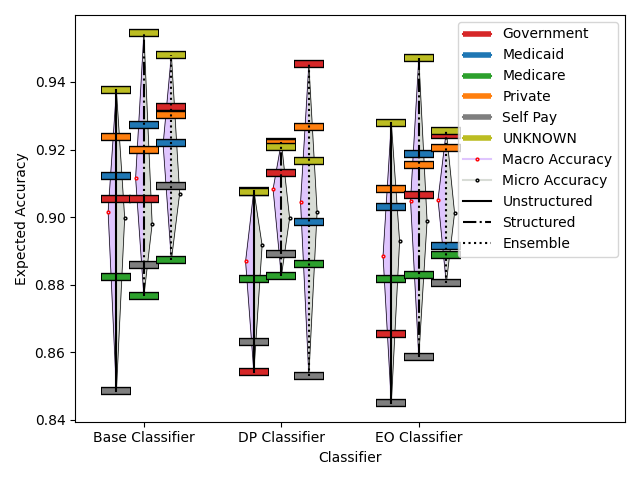 Expected Accuracy
0.94
0.92
0.90
0.88
0.86
0.84
Government
Medicaid
Medicare
Private
Self Pay
UNKNOWN
Macro Accuracy
Micro Accuracy
Unstructured
Structured
Ensemble
Base Classifier
DP Classifier
EO Classifier
Classifier